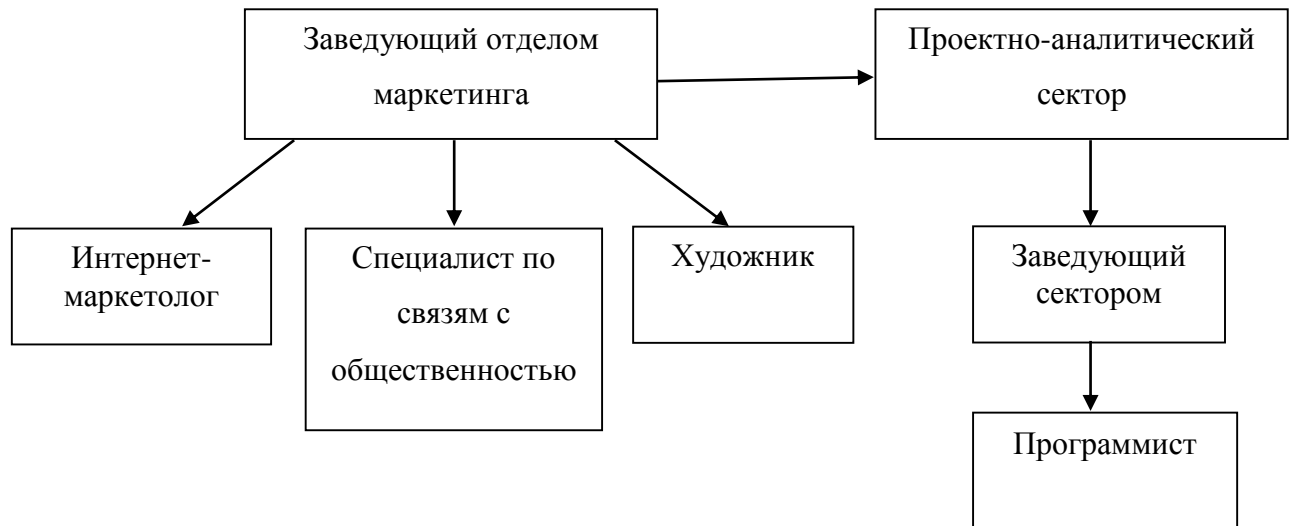 Заведующий отделом
маркетинга
Проектно-аналитический
сектор
Интернет-
маркетолог
Специалист по
связям с
общественностью
Художник
Заведующий
сектором
Программист